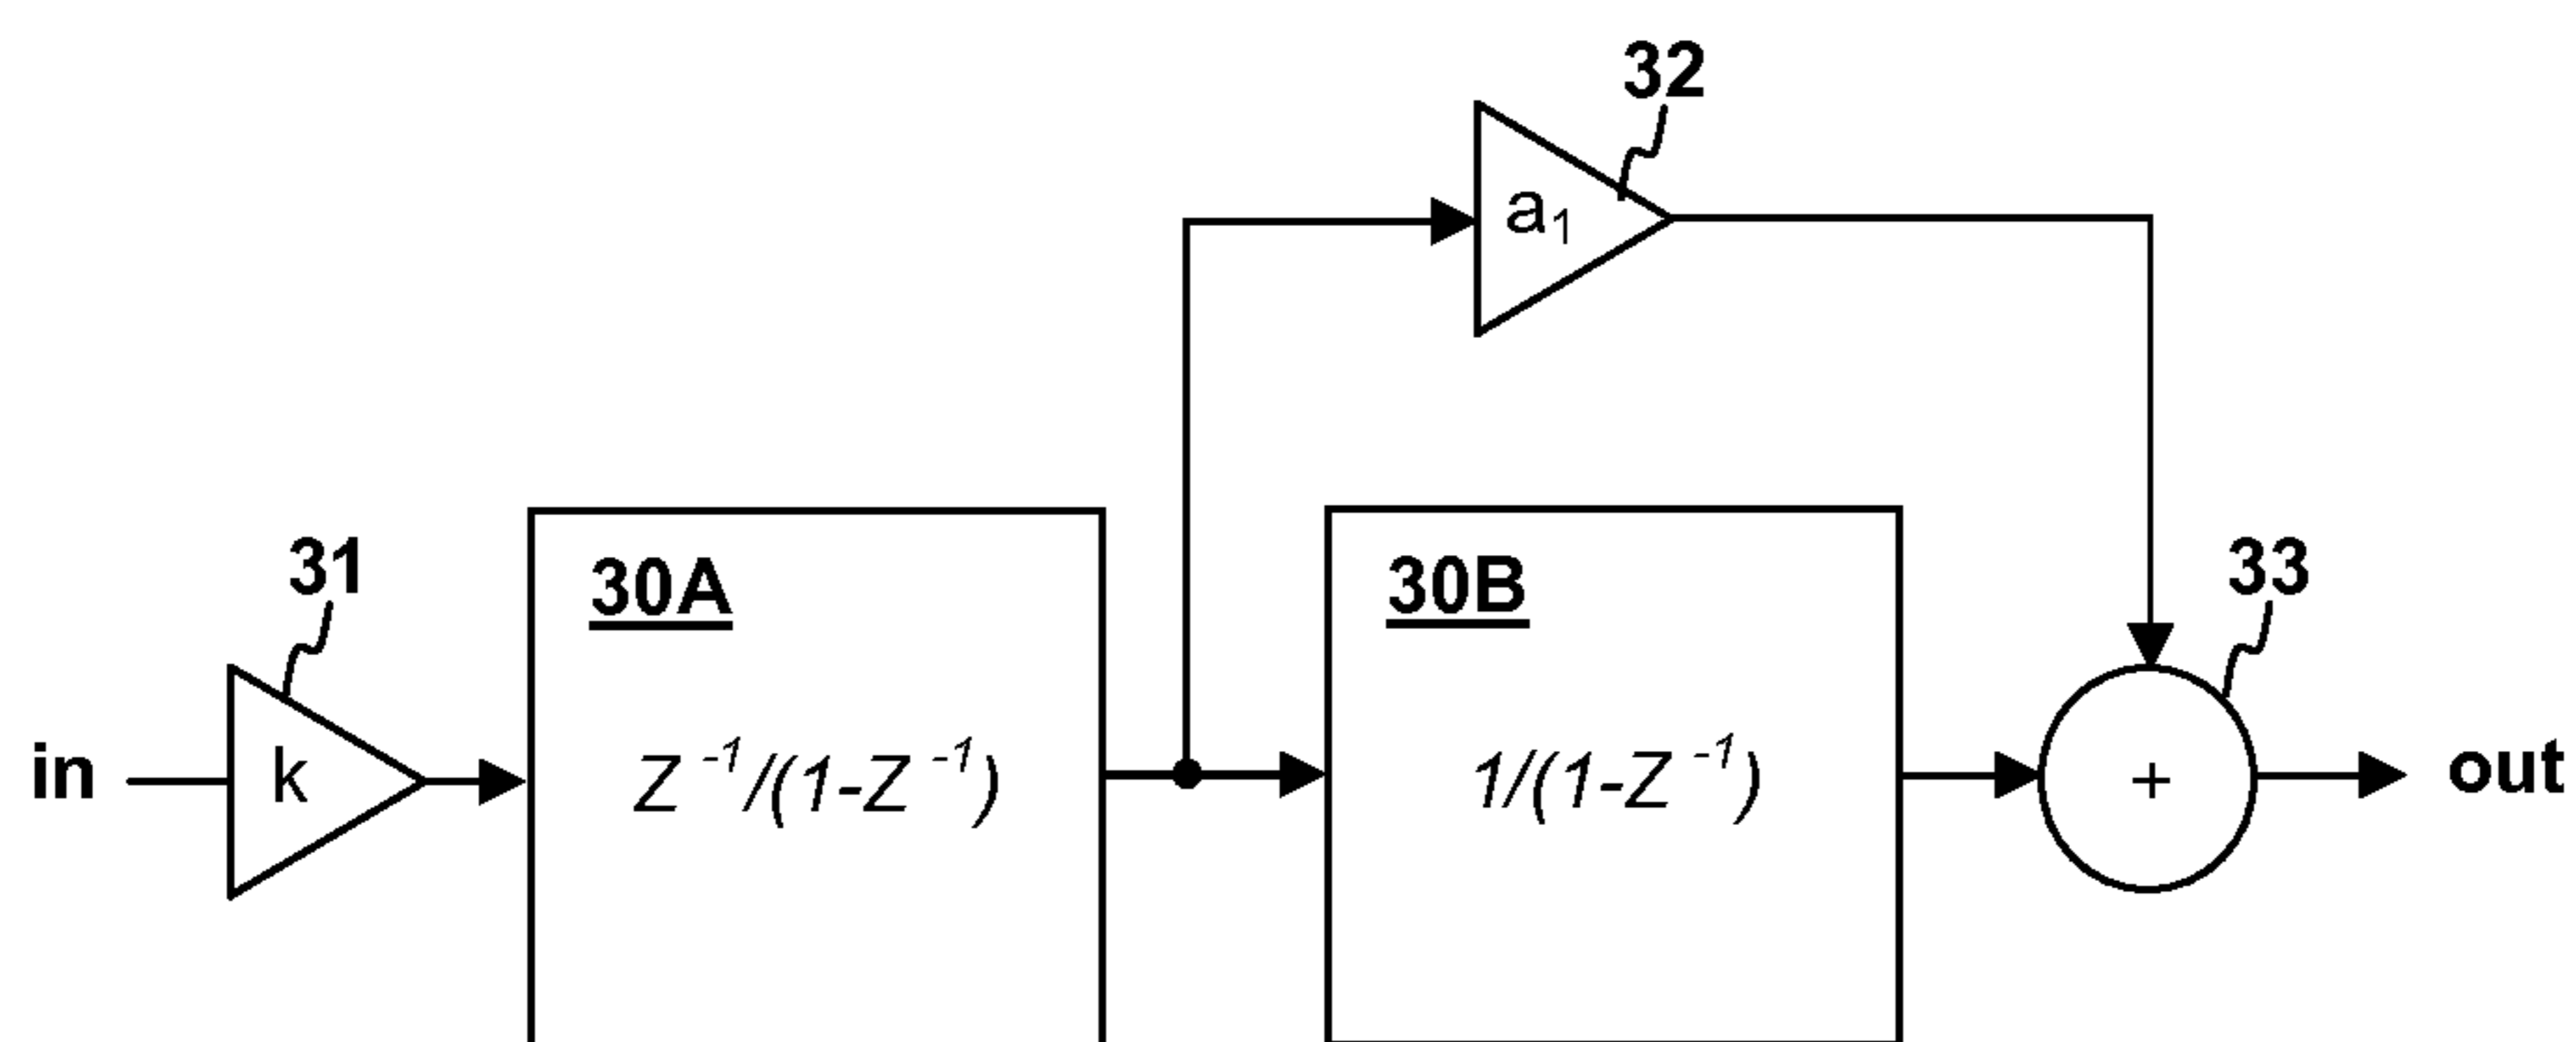 32
a₁
31
30A
30B
33
in
k
Z⁻¹/(1-Z⁻¹)
1/(1-Z⁻¹)
+
out